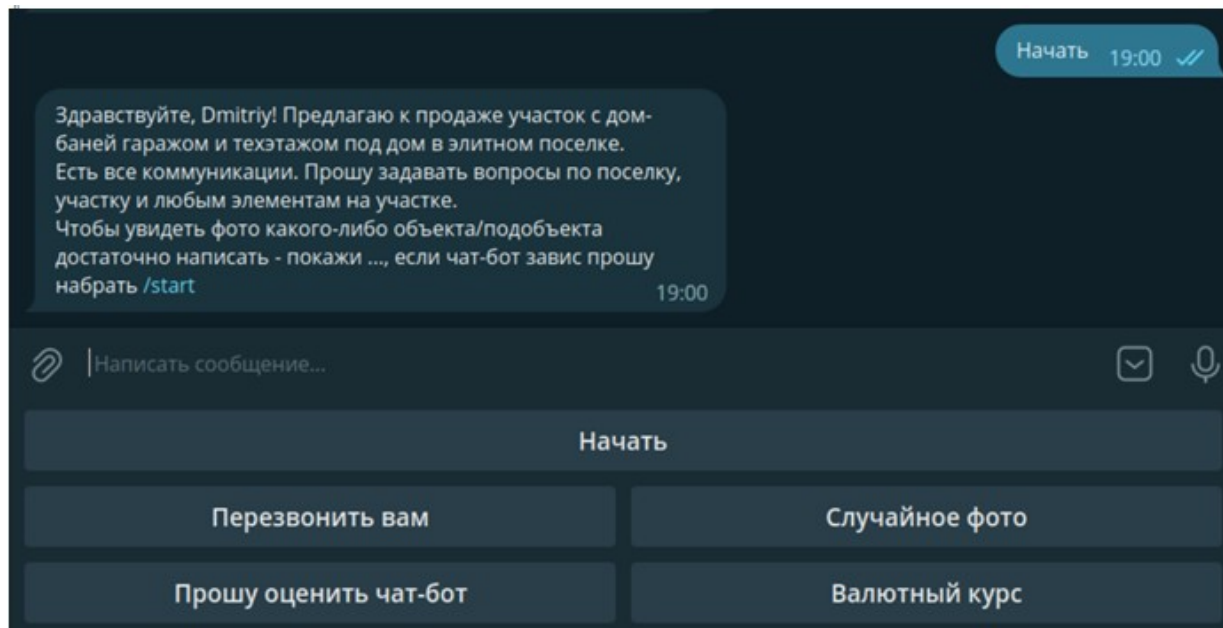 Начать 19:00
Здравствуйте, Dmitriy! Предлагаю к продаже участок с дом-
баней гаражом и техэтажом под дом в элитном поселке.
Есть все коммуникации. Прошу задавать вопросы по поселку,
участку и любым элементам на участке.
Чтобы увидеть фото какого-либо объекта/подобъекта
достаточно написать - покажи ..., если чат-бот завис прошу
набрать /start
19:00
Написать сообщение...
Начать
Перезвонить вам
Случайное фото
Прошу оценить чат-бот
Валютный курс